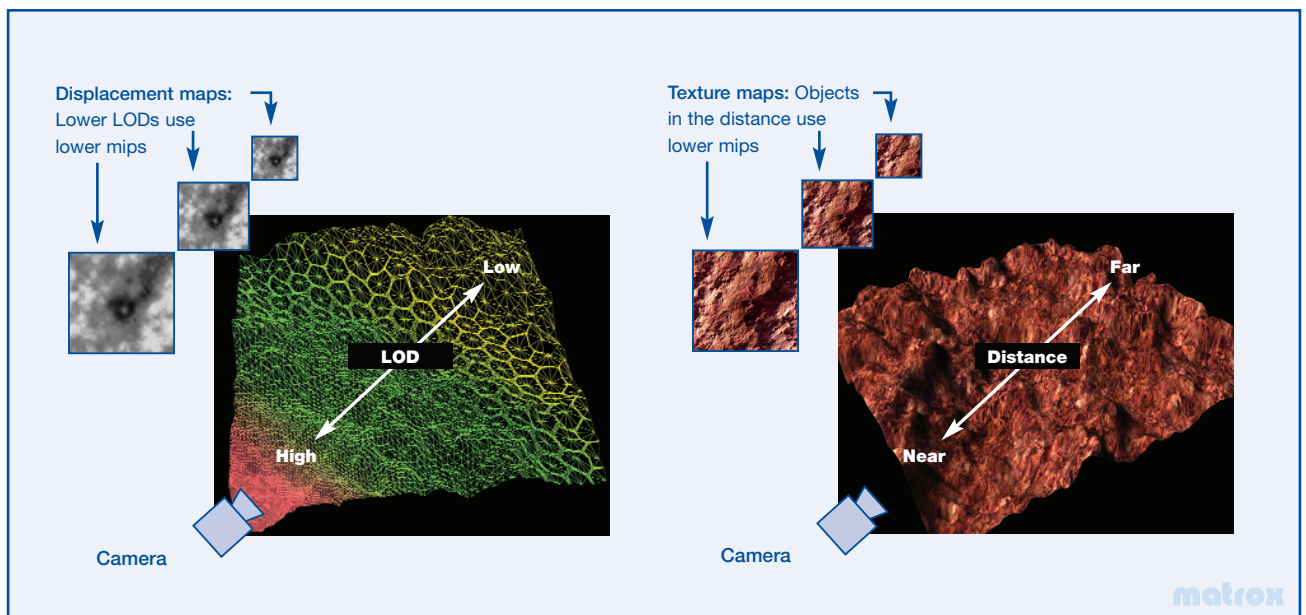 Displacement maps:
Lower LODs use
lower mips
Low
LOD
High
Camera
Texture maps: Objects
in the distance use
lower mips
Far
Distance
Near
Camera
matrox